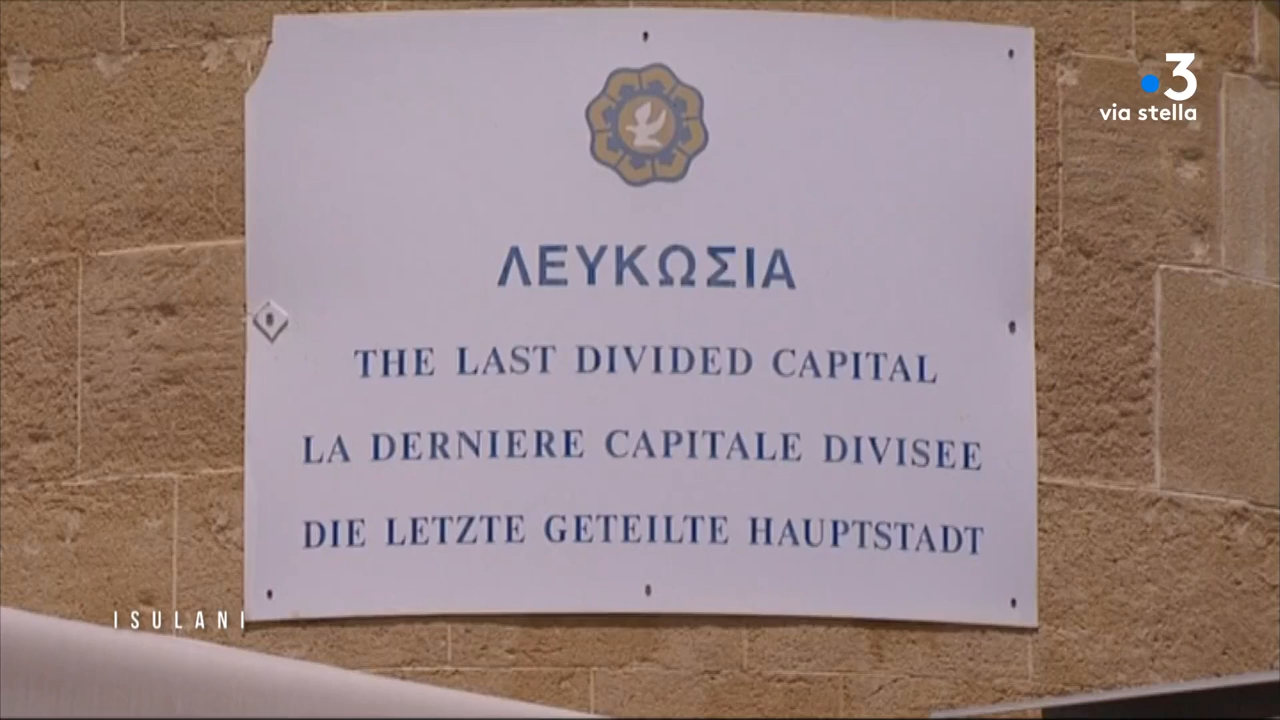 3
via stella
ΛΕΥΚΩΣΙΑ
THE LAST DIVIDED CAPITAL
LA DERNIERE CAPITALE DIVISEE
DIE LETZTE GETEILTE HAUPTSTADT
ISULANI